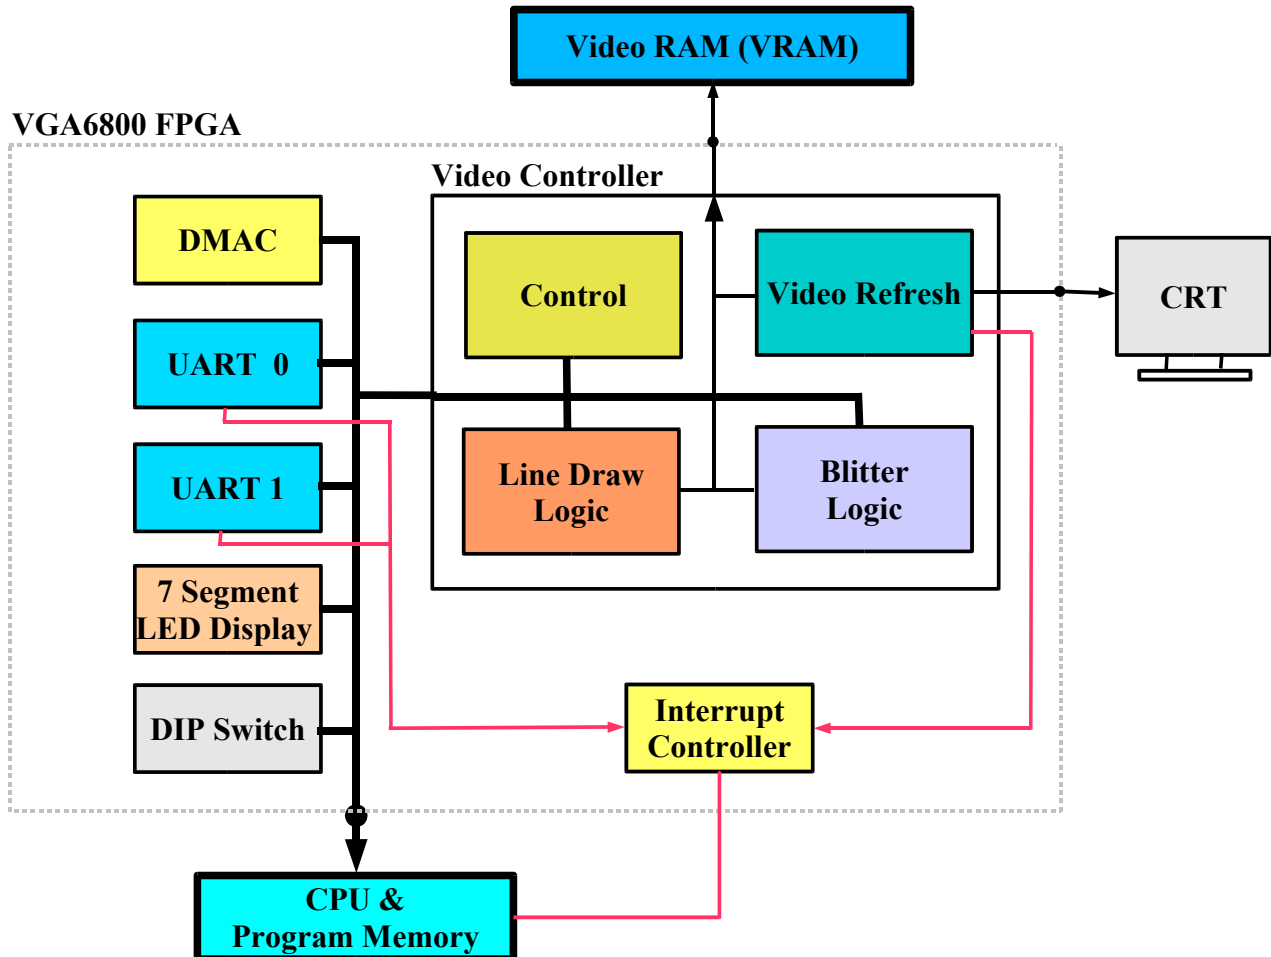 Video RAM (VRAM)
VGA6800 FPGA
Video Controller
DMAC
Control
Video Refresh
CRT
UART 0
UART 1
Line Draw
Logic
Blitter
Logic
7 Segment
LED Display
DIP Switch
Interrupt
Controller
CPU &
Program Memory